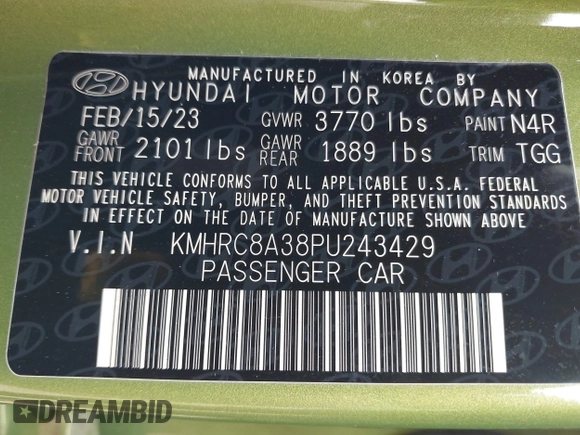 MANUFACTURED IN KOREA BY
HYUNDAI MOTOR COMPANY
FEB/15/23 GVWR 3770 lbs PAINT N4R
GAWR FRONT 2101 lbs GAWR REAR 1889 lbs TRIM TGG
THIS VEHICLE CONFORMS TO ALL APPLICABLE U.S.A. FEDERAL
MOTOR VEHICLE SAFETY, BUMPER, AND THEFT PREVENTION STANDARDS
IN EFFECT ON THE DATE OF MANUFACTURE SHOWN ABOVE.
V.I.N KMHRC8A38PU243429
PASSENGER CAR
DREAMBID